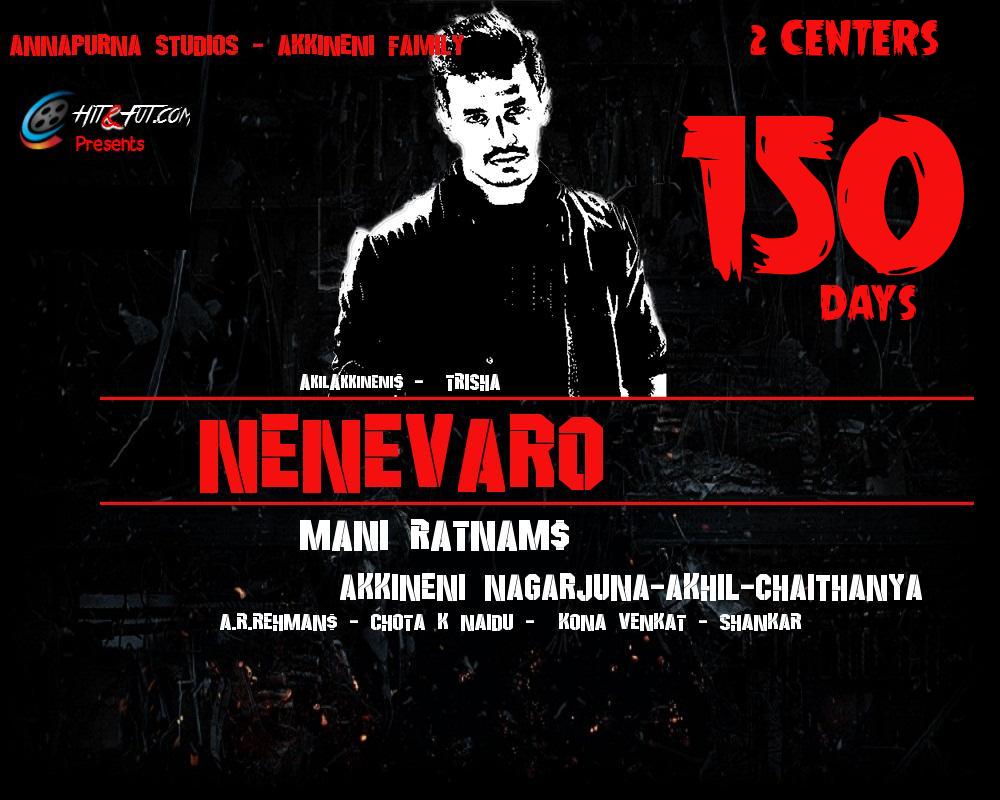 ANNAPURNA STUDIOS - AKKINENI FAMILY
2 CENTERS
HIT&FUT.COM
Presents
150
DAYS
AKILAKKINENI$ - TRISHA
NENEVARO
MANI RATNAM$
AKKINENI NAGARJUNA-AKHIL-CHAITHANYA
A.R.REHMAN$ - CHOTA K NAIDU - KONA VENKAT - SHANKAR